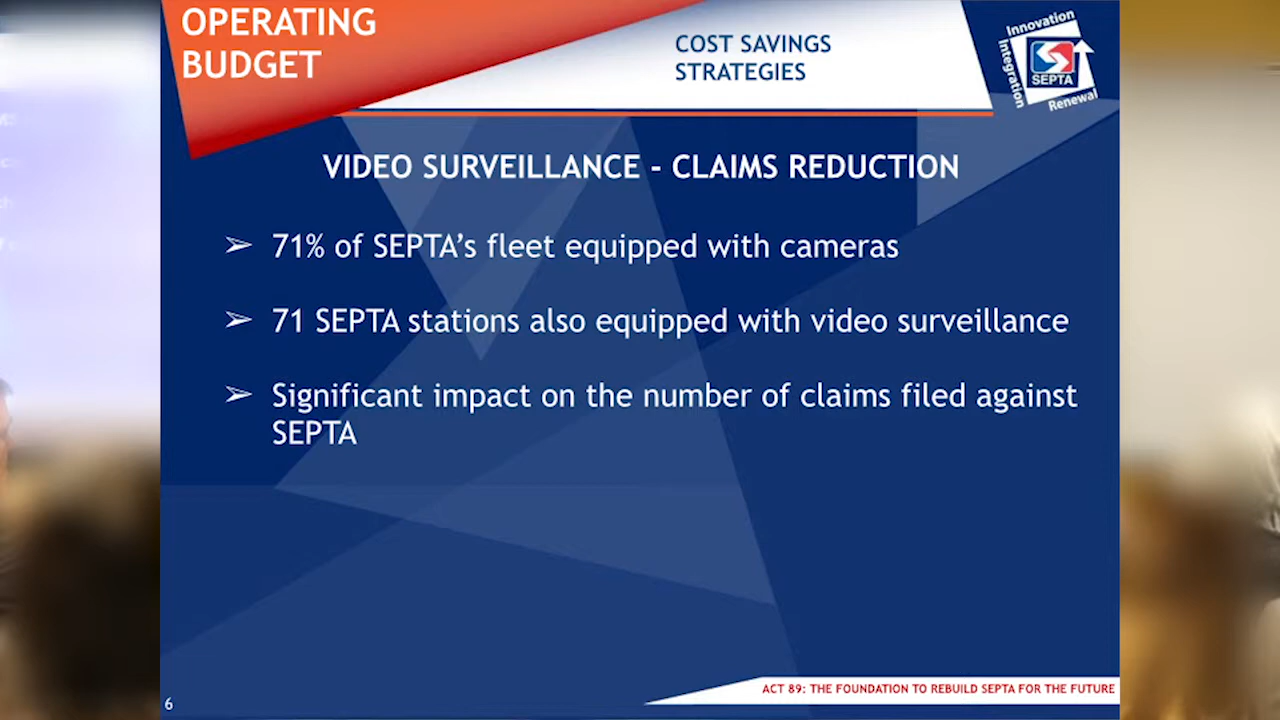 OPERATING
BUDGET
COST SAVINGS
STRATEGIES
Innovation
Integration
SEPTA
Renewal
VIDEO SURVEILLANCE - CLAIMS REDUCTION
➢ 71% of SEPTA's fleet equipped with cameras
➢ 71 SEPTA stations also equipped with video surveillance
➢ Significant impact on the number of claims filed against
SEPTA
ACT 89: THE FOUNDATION TO REBUILD SEPTA FOR THE FUTURE
6